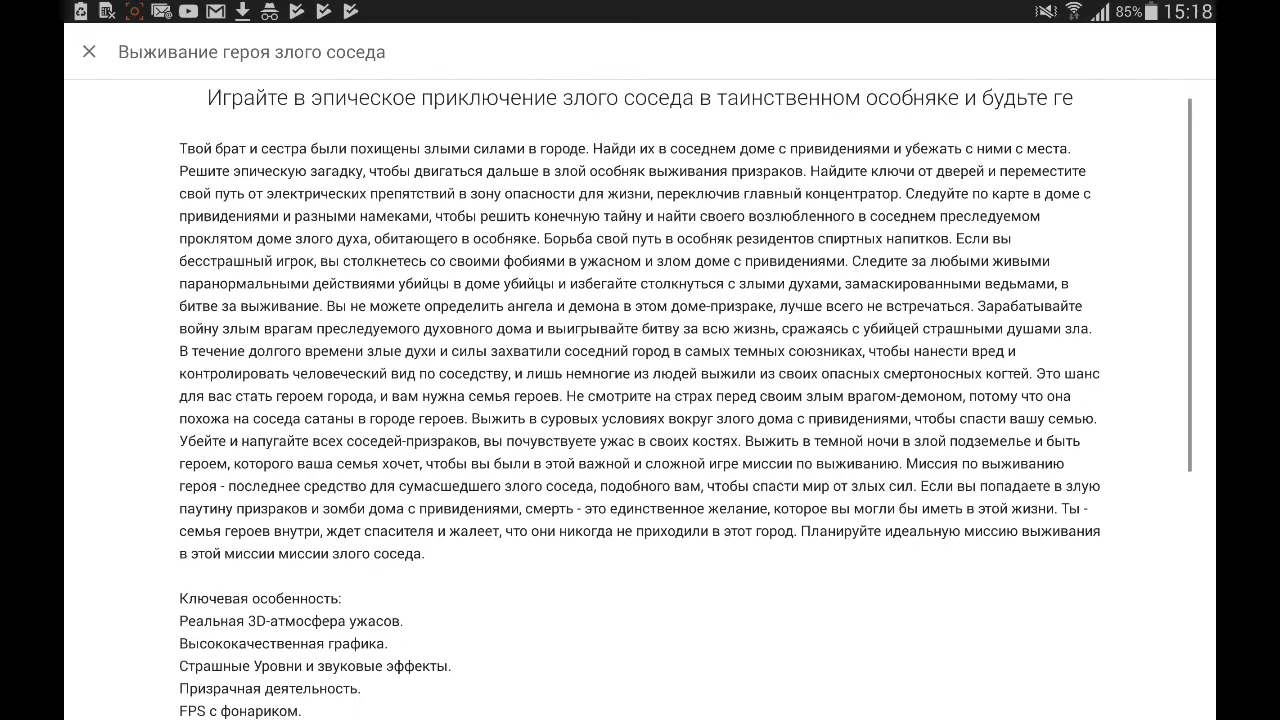 85% 15:18
Выживание героя злого соседа
Играйте в эпическое приключение злого соседа в таинственном особняке и будьте ге
Твой брат и сестра были похищены злыми силами в городе. Найди их в соседнем доме с привидениями и убежать с ними с места.
Решите эпическую загадку, чтобы двигаться дальше в злой особняк выживания призраков. Найдите ключи от дверей и переместите
свой путь от электрических препятствий в зону опасности для жизни, переключив главный концентратор. Следуйте по карте в доме с
привидениями и разными намеками, чтобы решить конечную тайну и найти своего возлюбленного в соседнем преследуемом
проклятом доме злого духа, обитающего в особняке. Борьба свой путь в особняк резидентов спиртных напитков. Если вы
бесстрашный игрок, вы столкнетесь со своими фобиями в ужасном и злом доме с привидениями. Следите за любыми живыми
паранормальными действиями убийцы в доме убийцы и избегайте столкнуться с злыми духами, замаскированными ведьмами, в
битве за выживание. Вы не можете определить ангела и демона в этом доме-призраке, лучше всего не встречаться. Зарабатывайте
войну злым врагам преследуемого духовного дома и выигрывайте битву за всю жизнь, сражаясь с убийцей страшными душами зла.
В течение долгого времени злые духи и силы захватили соседний город в самых темных союзниках, чтобы нанести вред и
контролировать человеческий вид по соседству, и лишь немногие из людей выжили из своих опасных смертоносных когтей. Это шанс
для вас стать героем города, и вам нужна семья героев. Не смотрите на страх перед своим злым врагом-демоном, потому что она
похожа на соседа сатаны в городе героев. Выжить в суровых условиях вокруг злого дома с привидениями, чтобы спасти вашу семью.
Убейте и напугайте всех соседей-призраков, вы почувствуете ужас в своих костях. Выжить в темной ночи в злой подземелье и быть
героем, которого ваша семья хочет, чтобы вы были в этой важной и сложной игре миссии по выживанию. Миссия по выживанию
героя - последнее средство для сумасшедшего злого соседа, подобного вам, чтобы спасти мир от злых сил. Если вы попадаете в злую
паутину призраков и зомби дома с привидениями, смерть - это единственное желание, которое вы могли бы иметь в этой жизни. Ты -
семья героев внутри, ждет спасителя и жалеет, что они никогда не приходили в этот город. Планируйте идеальную миссию выживания
в этой миссии миссии злого соседа.
Ключевая особенность:
Реальная 3D-атмосфера ужасов.
Высококачественная графика.
Страшные Уровни и звуковые эффекты.
Призрачная деятельность.
FPS с фонариком.